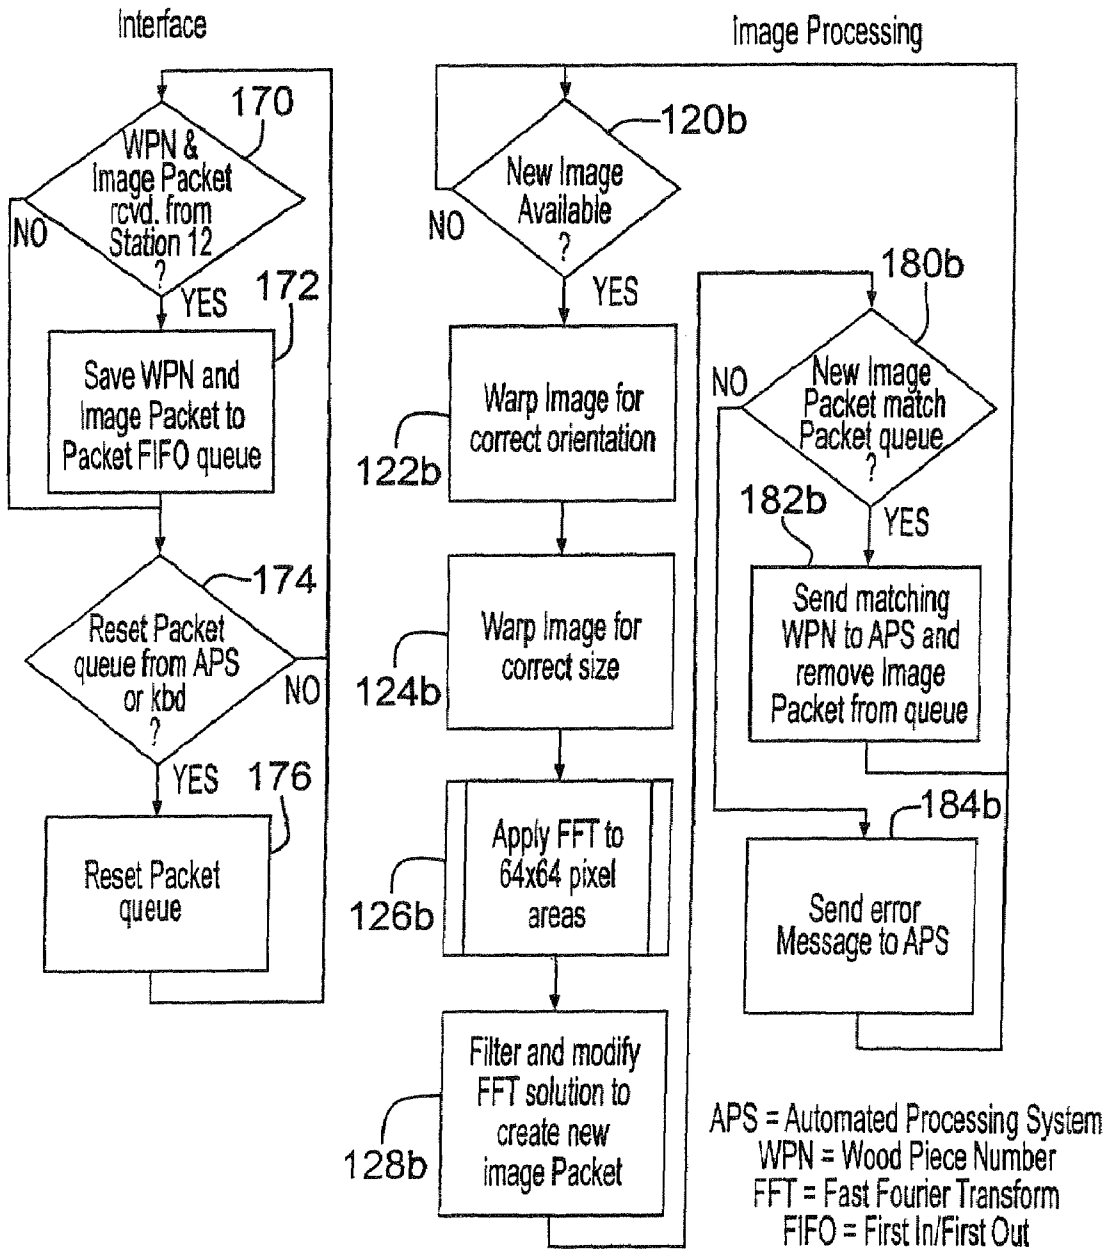 Interface
170
WPN &
Image Packet
rcvd. from
Station 12
?
NO
YES
172
Save WPN and
Image Packet to
Packet FIFO queue
174
Reset Packet
queue from APS
or kbd
?
NO
YES
176
Reset Packet
queue
Image Processing
120b
New Image
Available
?
NO
YES
122b
Warp Image for
correct orientation
124b
Warp Image for
correct size
126b
Apply FFT to
64x64 pixel
areas
128b
Filter and modify
FFT solution to
create new
image Packet
180b
New Image
Packet match
Packet queue
?
NO
YES
182b
Send matching
WPN to APS and
remove Image
Packet from queue
184b
Send error
Message to APS
APS = Automated Processing System
WPN = Wood Piece Number
FFT = Fast Fourier Transform
FIFO = First In/First Out